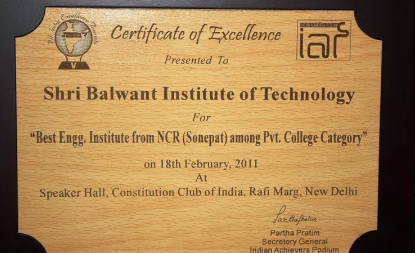 Certificate of Excellence
iaf
Presented To
Shri Balwant Institute of Technology
For
"Best Engg. Institute from NCR (Sonepat) among Pvt. College Category"
on 18th February, 2011
At
Speaker Hall, Constitution Club of India, Rafi Marg, New Delhi
Partha Pratim
Secretary General
Indian Achievers Podium